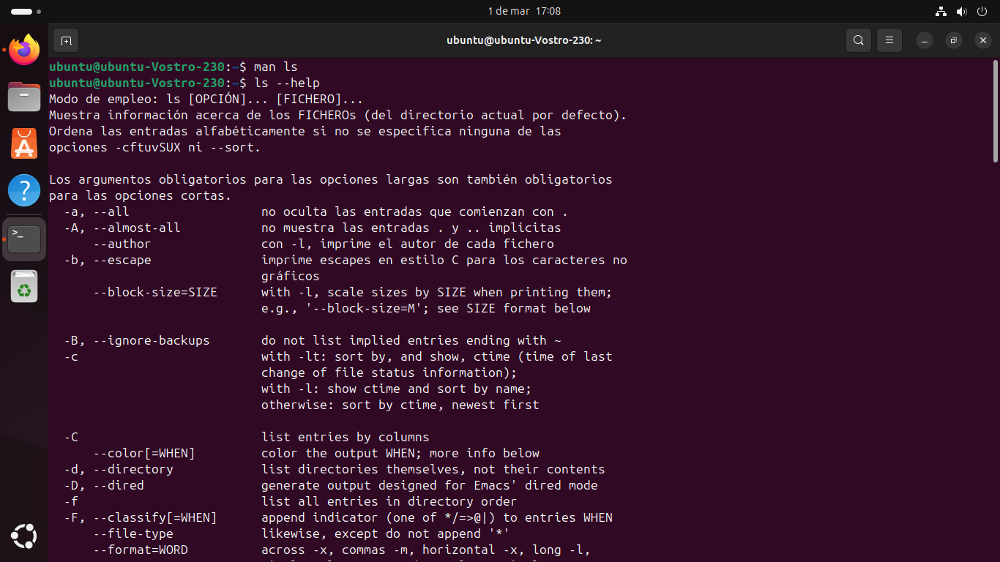 1 de mar 17:08
ubuntu@ubuntu-Vostro-230: ~
ubuntu@ubuntu-Vostro-230:~$ man ls
ubuntu@ubuntu-Vostro-230:~$ ls --help
Modo de empleo: ls [OPCIÓN]... [FICHERO]...
Muestra información acerca de los FICHEROs (del directorio actual por defecto).
Ordena las entradas alfabéticamente si no se especifica ninguna de las
opciones -cftuvSUX ni --sort.
Los argumentos obligatorios para las opciones largas son también obligatorios
para las opciones cortas.
-a, --all no oculta las entradas que comienzan con .
-A, --almost-all no muestra las entradas . y .. implícitas
--author con -l, imprime el autor de cada fichero
-b, --escape imprime escapes en estilo C para los caracteres no
gráficos
--block-size=SIZE with -l, scale sizes by SIZE when printing them;
e.g., '--block-size=M'; see SIZE format below
-B, --ignore-backups do not list implied entries ending with ~
-c with -lt: sort by, and show, ctime (time of last
change of file status information);
with -l: show ctime and sort by name;
otherwise: sort by ctime, newest first
-C list entries by columns
--color[=WHEN] color the output WHEN; more info below
-d, --directory list directories themselves, not their contents
-D, --dired generate output designed for Emacs' dired mode
-f list all entries in directory order
-F, --classify[=WHEN] append indicator (one of */=>@|) to entries WHEN
--file-type likewise, except do not append '*'
--format=WORD across -x, commas -m, horizontal -x, long -l,